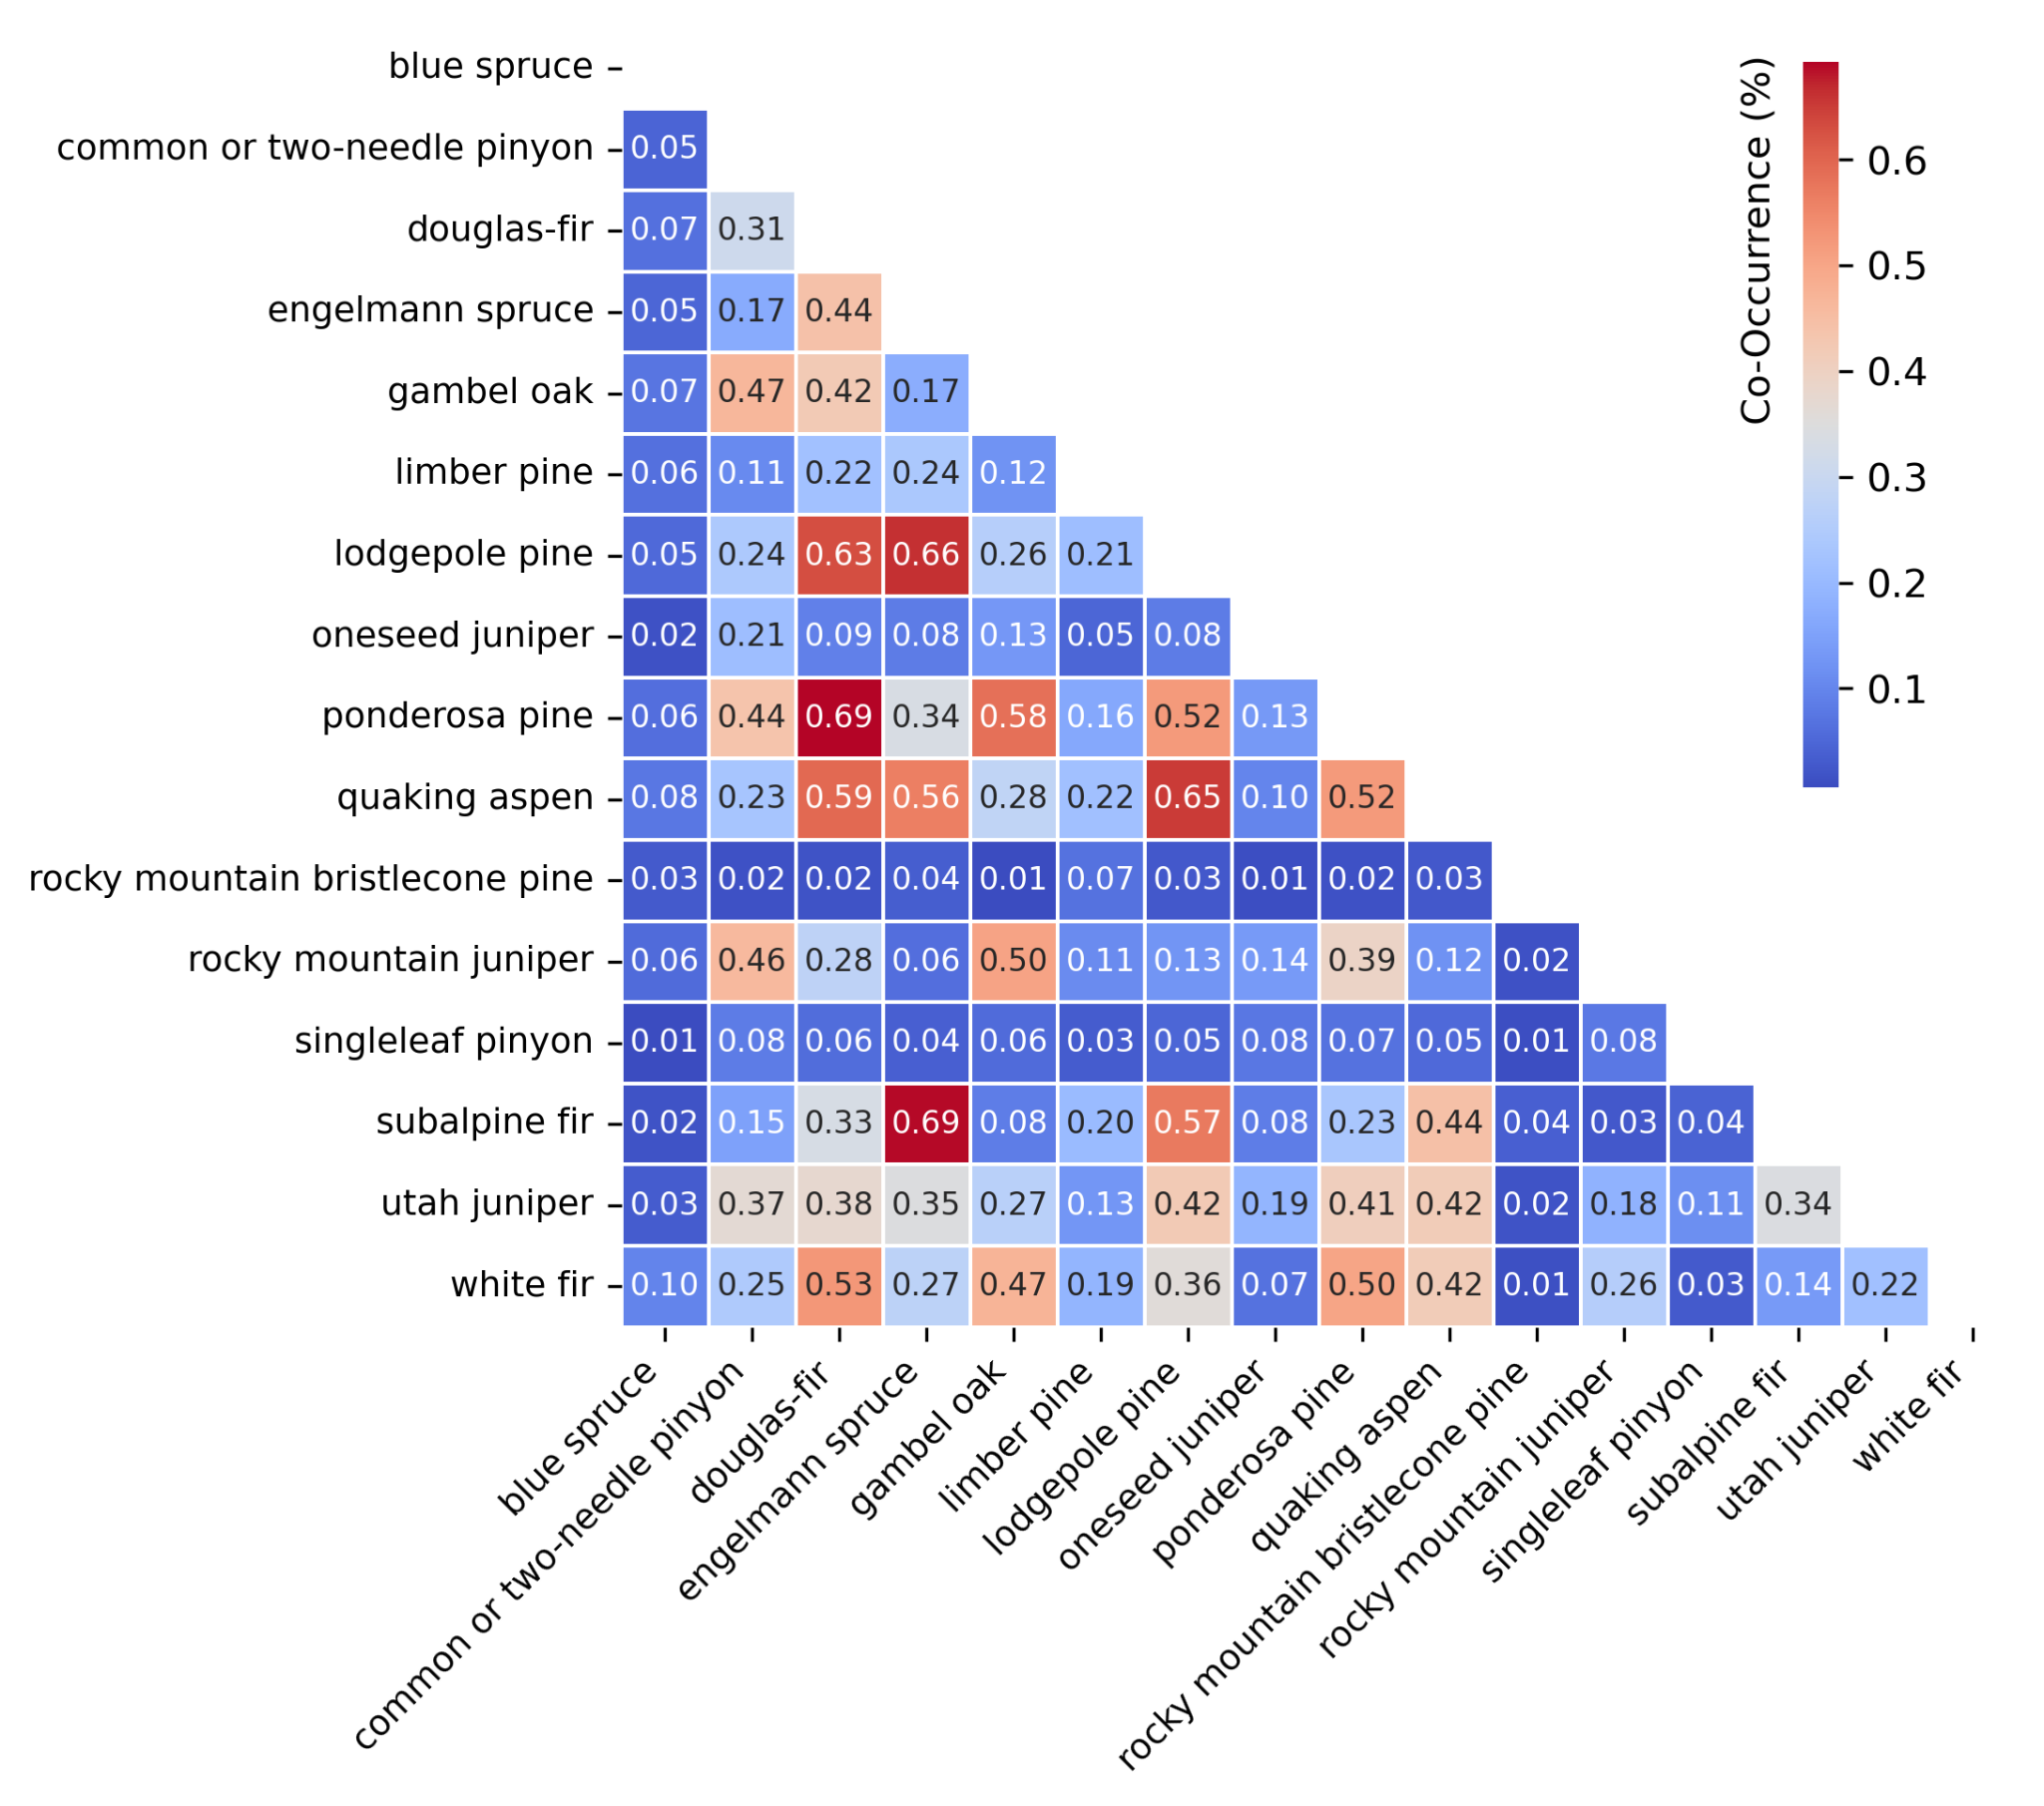 blue spruce
common or two-needle pinyon 0.05
douglas-fir 0.07 0.31
engelmann spruce 0.05 0.17 0.44
gambel oak 0.07 0.47 0.42 0.17
limber pine 0.06 0.11 0.22 0.24 0.12
lodgepole pine 0.05 0.24 0.63 0.66 0.26 0.21
oneseed juniper 0.02 0.21 0.09 0.08 0.13 0.05 0.08
ponderosa pine 0.06 0.44 0.69 0.34 0.58 0.16 0.52 0.13
quaking aspen 0.08 0.23 0.59 0.56 0.28 0.22 0.65 0.10 0.52
rocky mountain bristlecone pine 0.03 0.02 0.02 0.04 0.01 0.07 0.03 0.01 0.02 0.03
rocky mountain juniper 0.06 0.46 0.28 0.06 0.50 0.11 0.13 0.14 0.39 0.12 0.02
singleleaf pinyon 0.01 0.08 0.06 0.04 0.06 0.03 0.05 0.08 0.07 0.05 0.01 0.08
subalpine fir 0.02 0.15 0.33 0.69 0.08 0.20 0.57 0.08 0.23 0.44 0.04 0.03 0.04
utah juniper 0.03 0.37 0.38 0.35 0.27 0.13 0.42 0.19 0.41 0.42 0.02 0.18 0.11 0.34
white fir 0.10 0.25 0.53 0.27 0.47 0.19 0.36 0.07 0.50 0.42 0.01 0.26 0.03 0.14 0.22
blue spruce
common or two-needle pinyon
douglas-fir
engelmann spruce
gambel oak
limber pine
lodgepole pine
oneseed juniper
ponderosa pine
quaking aspen
rocky mountain bristlecone pine
rocky mountain juniper
singleleaf pinyon
subalpine fir
utah juniper
white fir
Co-Occurrence (%)
0.6
0.5
0.4
0.3
0.2
0.1